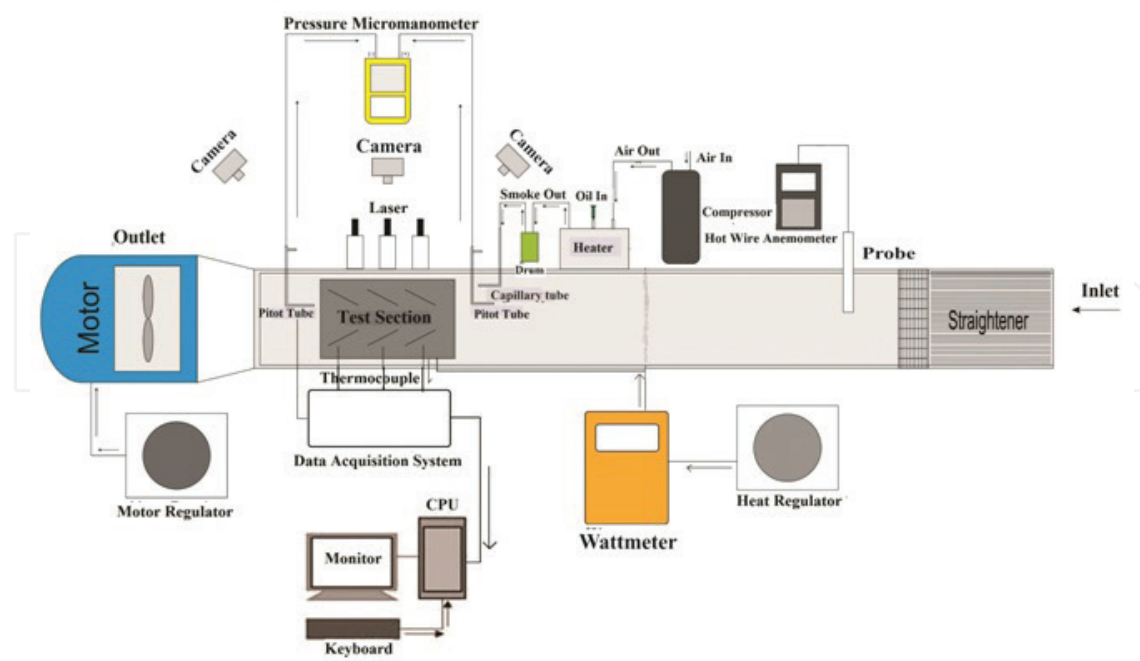 Pressure Micromanometer
Camera
Camera
Camera
Air Out
Air In
Smoke Out
Oil In
Laser
Compressor
Hot Wire Anemometer
Heater
Outlet
Drum
Probe
Inlet
Capillary tube
Pitot Tube
Pitot Tube
Test Section
Motor
Straightener
Thermocouple
Data Acquisition System
Motor Regulator
Heat Regulator
CPU
Wattmeter
Monitor
Keyboard